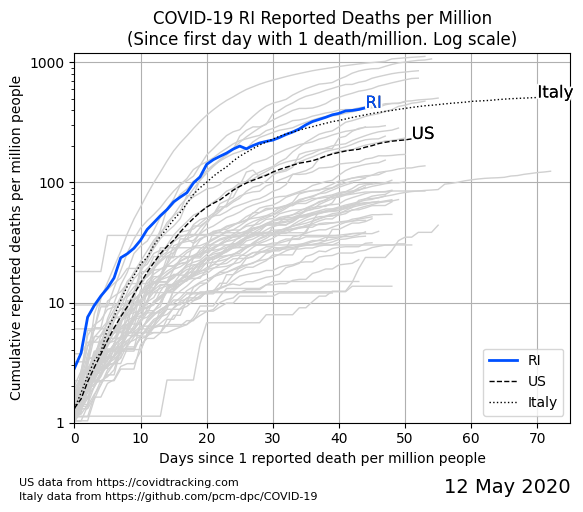 COVID-19 RI Reported Deaths per Million
(Since first day with 1 death/million. Log scale)
Cumulative reported deaths per million people
1000
100
10
1
RI
Italy
US
RI
US
Italy
0 10 20 30 40 50 60 70
Days since 1 reported death per million people
US data from https://covidtracking.com
Italy data from https://github.com/pcm-dpc/COVID-19
12 May 2020